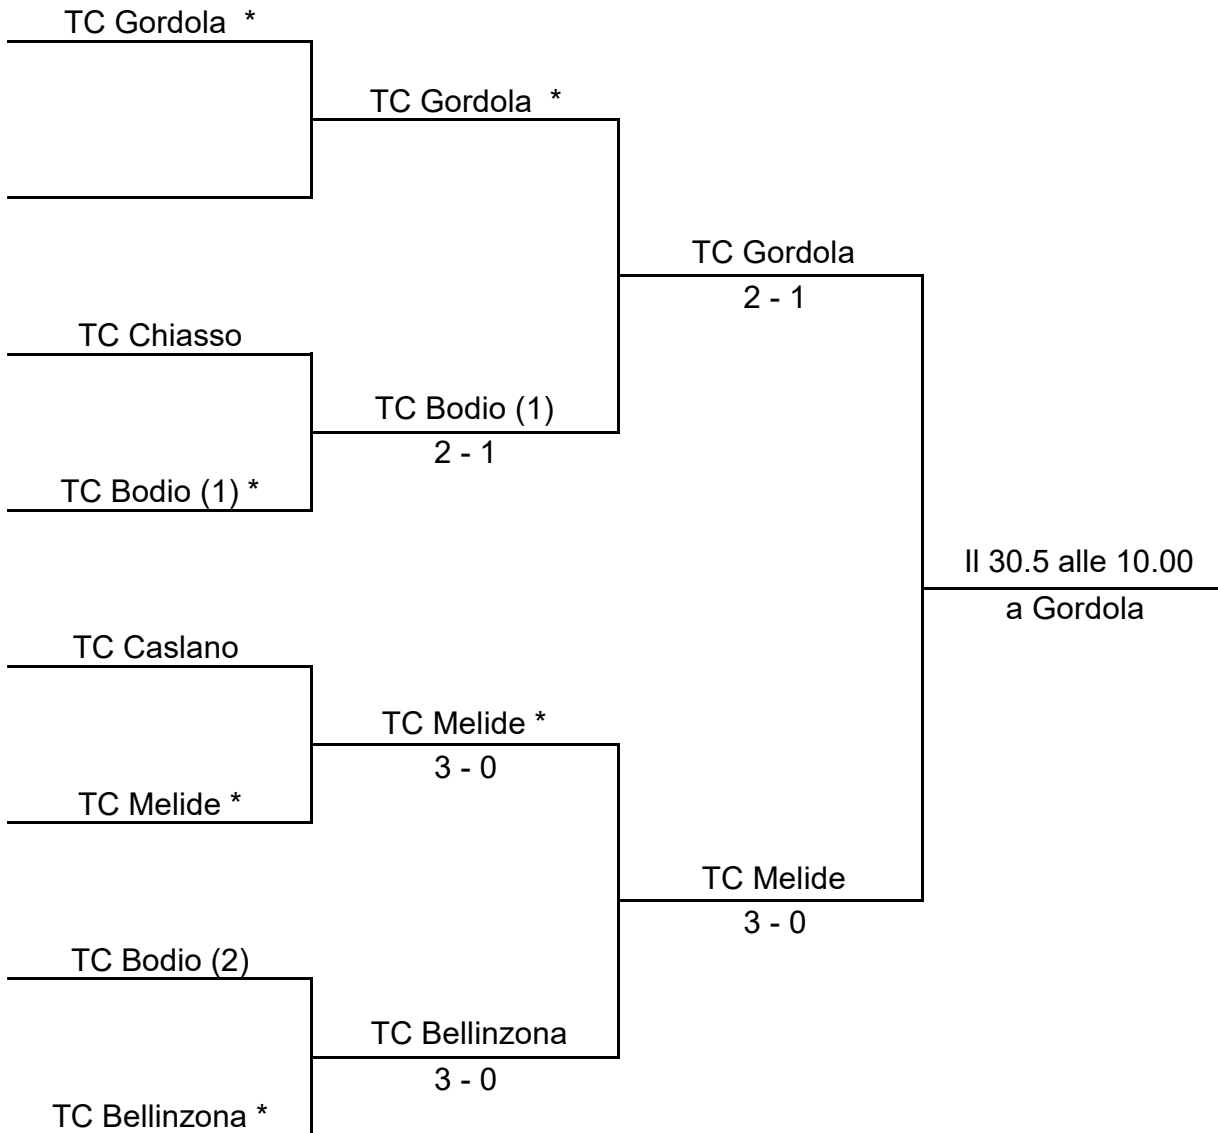 TC Gordola *
TC Gordola *
TC Gordola
2 - 1
TC Chiasso
TC Bodio (1)
2 - 1
TC Bodio (1) *
Il 30.5 alle 10.00
a Gordola
TC Caslano
TC Melide *
3 - 0
TC Melide *
TC Melide
3 - 0
TC Bodio (2)
TC Bellinzona
3 - 0
TC Bellinzona *